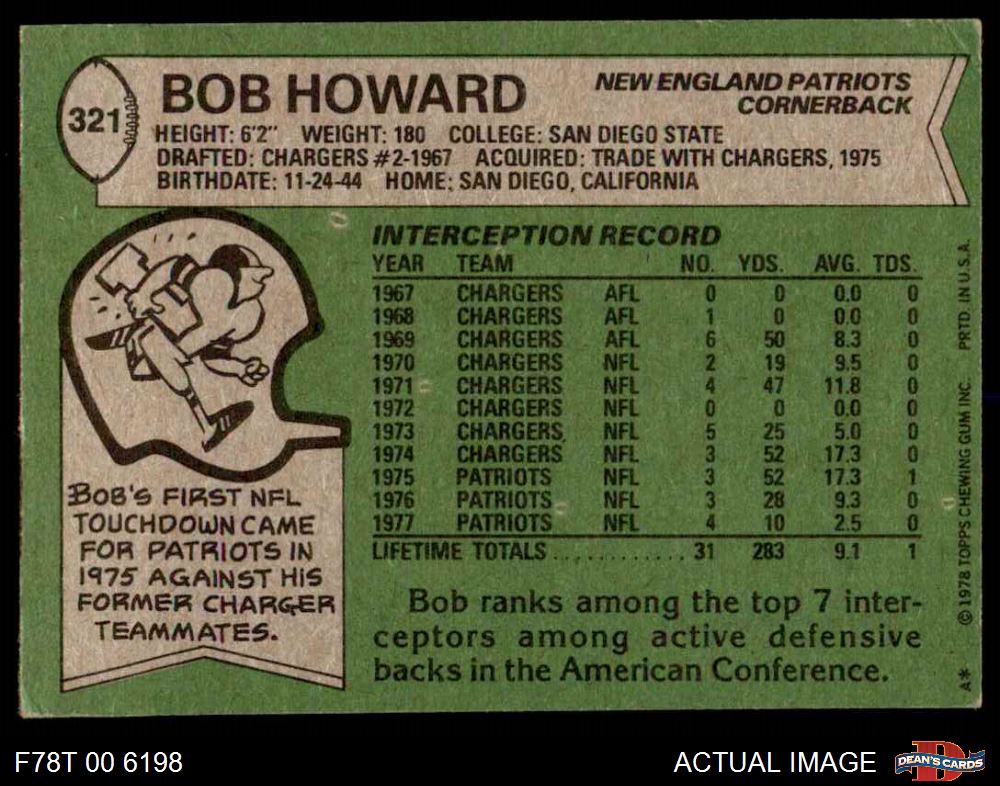 321
BOB HOWARD
NEW ENGLAND PATRIOTS
CORNERBACK
HEIGHT: 6'2" WEIGHT: 180 COLLEGE: SAN DIEGO STATE
DRAFTED: CHARGERS #2-1967 ACQUIRED: TRADE WITH CHARGERS, 1975
BIRTHDATE: 11-24-44 HOME: SAN DIEGO, CALIFORNIA
INTERCEPTION RECORD
YEAR TEAM NO. YDS. AVG. TDS.
1967 CHARGERS AFL 0 0 0.0 0
1968 CHARGERS AFL 1 0 0.0 0
1969 CHARGERS AFL 6 50 8.3 0
1970 CHARGERS NFL 2 19 9.5 0
1971 CHARGERS NFL 4 47 11.8 0
1972 CHARGERS NFL 0 0 0.0 0
1973 CHARGERS NFL 5 25 5.0 0
1974 CHARGERS NFL 3 52 17.3 0
1975 PATRIOTS NFL 3 52 17.3 1
1976 PATRIOTS NFL 3 28 9.3 0
1977 PATRIOTS NFL 4 10 2.5 0
LIFETIME TOTALS ............ 31 283 9.1 1
BOB'S FIRST NFL
TOUCHDOWN CAME
FOR PATRIOTS IN
1975 AGAINST HIS
FORMER CHARGER
TEAMMATES.
Bob ranks among the top 7 inter-
ceptors among active defensive
backs in the American Conference.
A* © 1978 TOPPS CHEWING GUM INC. PRTD. IN U.S.A.
F78T 00 6198
ACTUAL IMAGE
D
DEAN'S CARDS